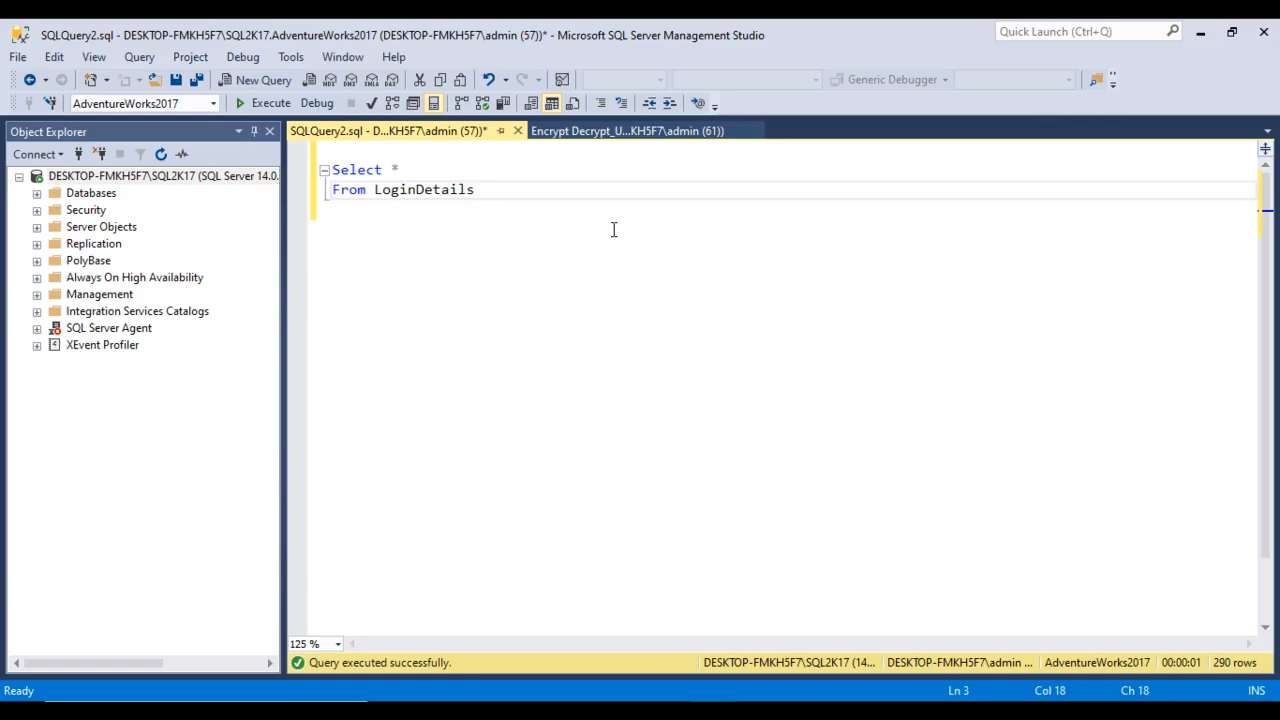 SQLQuery2.sql - DESKTOP-FMKH5F7\SQL2K17.AdventureWorks2017 (DESKTOP-FMKH5F7\admin (57))* - Microsoft SQL Server Management Studio
Quick Launch (Ctrl+Q)
File Edit View Query Project Debug Tools Window Help
New Query
MDX DMX XMLA DAX
Generic Debugger
AdventureWorks2017
Execute Debug
Object Explorer
SQLQuery2.sql - D...KH5F7\admin (57))*
Encrypt Decrypt_U...KH5F7\admin (61))
Connect
DESKTOP-FMKH5F7\SQL2K17 (SQL Server 14.0.
Databases
Security
Server Objects
Replication
PolyBase
Always On High Availability
Management
Integration Services Catalogs
SQL Server Agent
XEvent Profiler
Select *
From LoginDetails
125 %
Query executed successfully.
DESKTOP-FMKH5F7\SQL2K17 (14...
DESKTOP-FMKH5F7\admin ...
AdventureWorks2017
00:00:01
290 rows
Ready
Ln 3
Col 18
Ch 18
INS